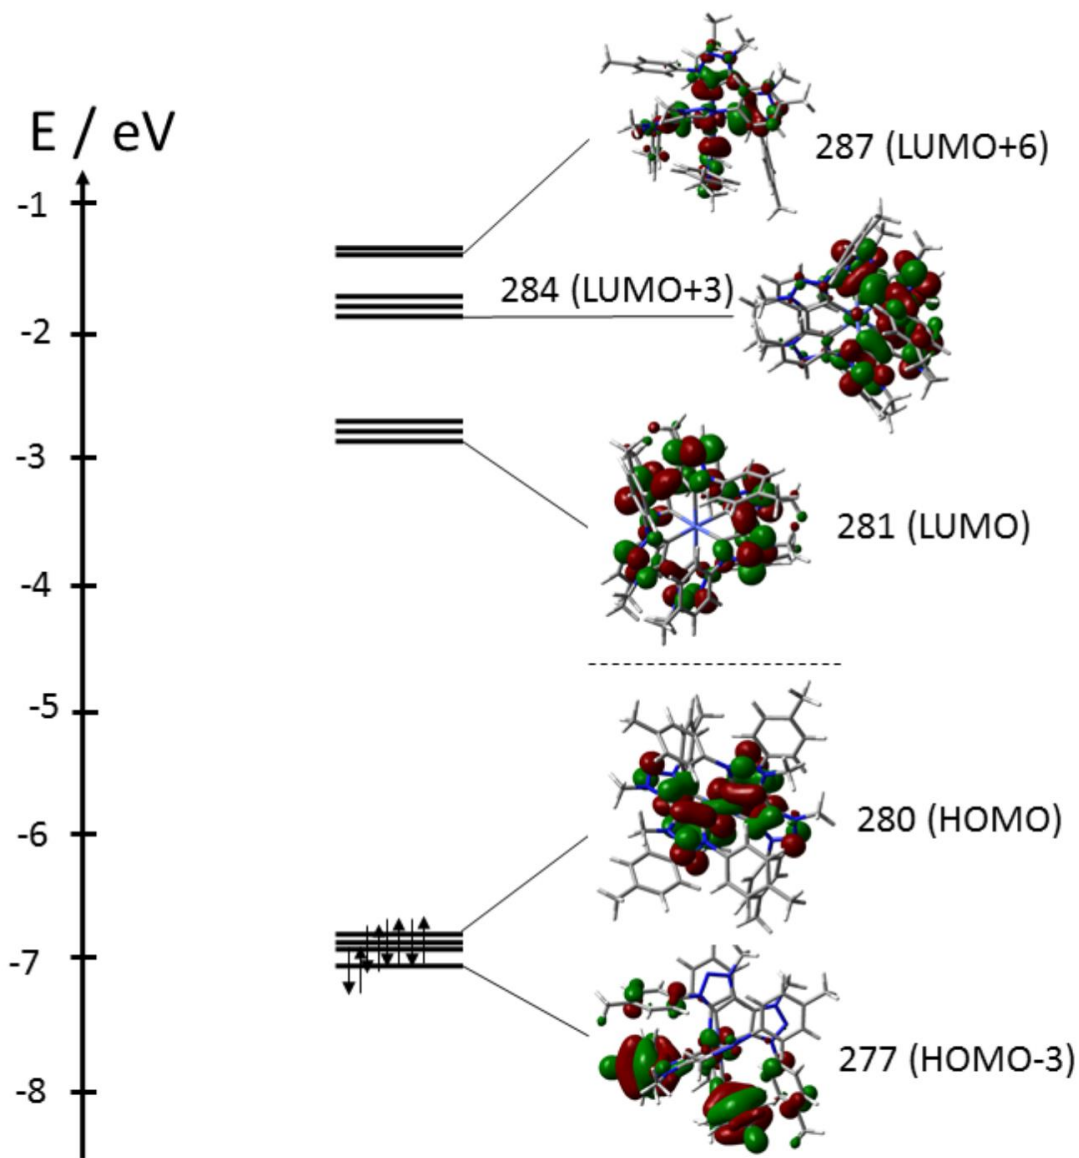 E / eV
-1
-2
-3
-4
-5
-6
-7
-8
287 (LUMO+6)
284 (LUMO+3)
281 (LUMO)
280 (HOMO)
277 (HOMO-3)